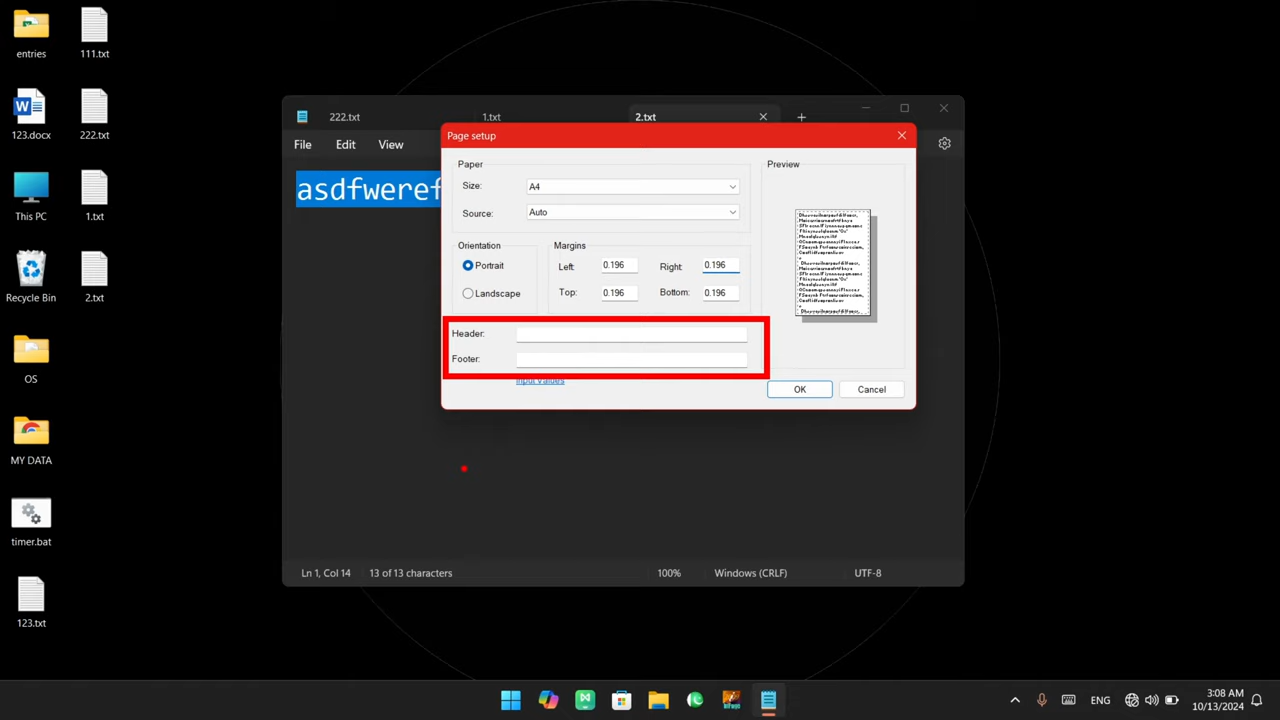 entries
111.txt
123.docx
222.txt
This PC
1.txt
Recycle Bin
2.txt
OS
MY DATA
timer.bat
123.txt
222.txt
1.txt
2.txt
File
Edit
View
asdfweref
Page setup
Paper
Size:
A4
Source:
Auto
Orientation
Portrait
Landscape
Margins
Left:
0.196
Right:
0.196
Top:
0.196
Bottom:
0.196
Preview
Header:
Footer:
Input Values
OK
Cancel
Ln 1, Col 14
13 of 13 characters
100%
Windows (CRLF)
UTF-8
ENG
3:08 AM
10/13/2024